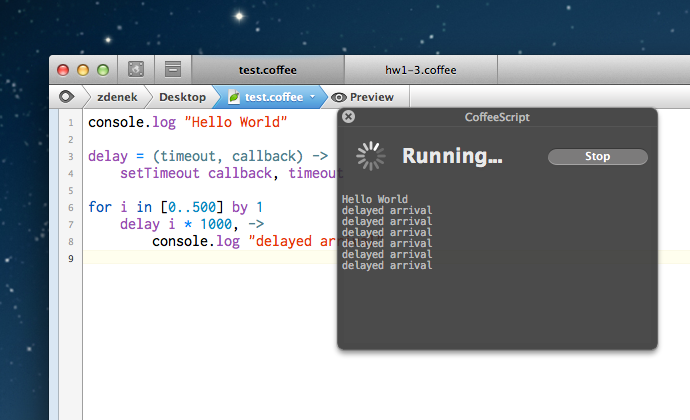 test.coffee
hw1-3.coffee
zdenek
Desktop
test.coffee
Preview
1 console.log "Hello World"
2
3 delay = (timeout, callback) ->
4 setTimeout callback, timeout
5
6 for i in [0..500] by 1
7 delay i * 1000, ->
8 console.log "delayed ar
9
CoffeeScript
Running...
Stop
Hello World
delayed arrival
delayed arrival
delayed arrival
delayed arrival
delayed arrival
delayed arrival